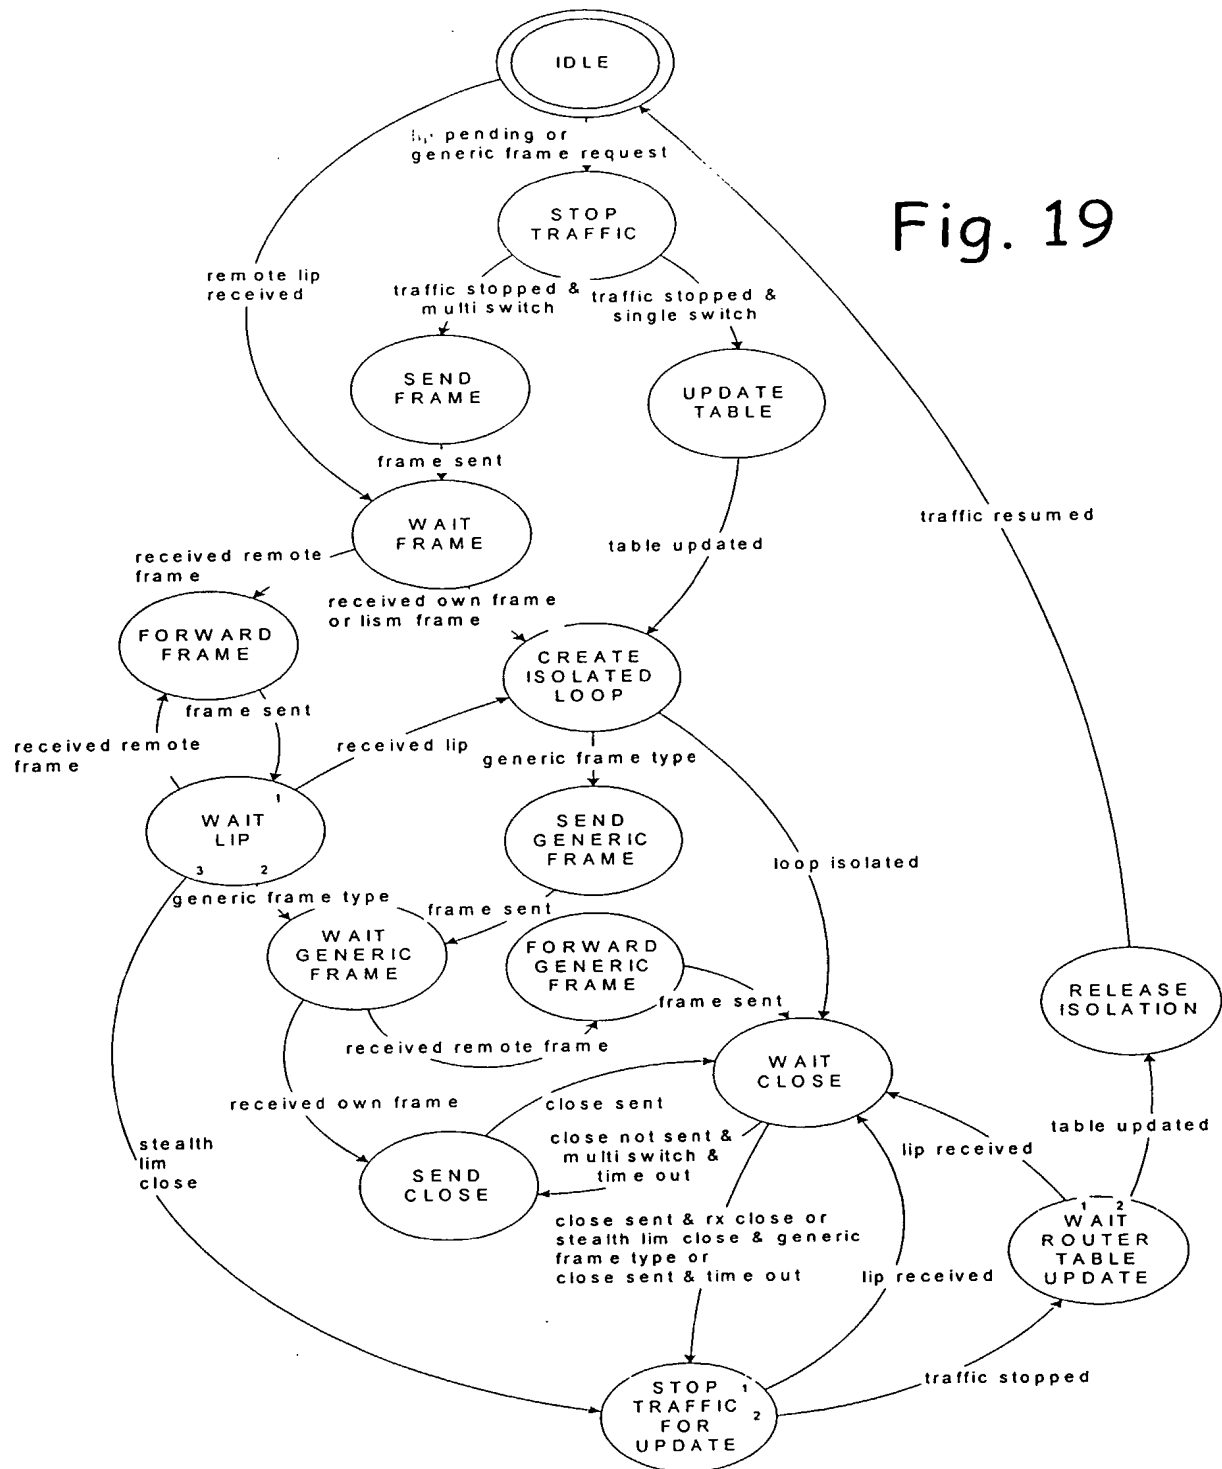 IDLE
pending or
generic frame request
STOP
TRAFFIC
Fig. 19
remote lip
received
traffic stopped &
multi switch
traffic stopped &
single switch
SEND
FRAME
UPDATE
TABLE
frame sent
WAIT
FRAME
traffic resumed
received remote
frame
table updated
received own frame
or lism frame
FORWARD
FRAME
CREATE
ISOLATED
LOOP
frame sent
received remote
frame
received lip
generic frame type
WAIT
LIP
1
3
2
SEND
GENERIC
FRAME
loop isolated
generic frame type
frame sent
WAIT
GENERIC
FRAME
FORWARD
GENERIC
FRAME
frame sent
RELEASE
ISOLATION
received remote frame
WAIT
CLOSE
received own frame
close sent
stealth
lim
close
close not sent &
multi switch &
time out
lip received
table updated
SEND
CLOSE
close sent & rx close or
stealth lim close & generic
frame type or
close sent & time out
1
2
WAIT
ROUTER
TABLE
UPDATE
lip received
traffic stopped
STOP
TRAFFIC
FOR
UPDATE
1
2